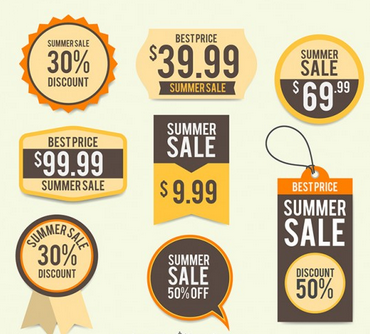 SUMMER SALE
30%
DISCOUNT
BEST PRICE
$39.99
SUMMER SALE
SUMMER
SALE
$69.99
BEST PRICE
$99.99
SUMMER SALE
SUMMER
SALE
$9.99
BEST PRICE
SUMMER
SALE
DISCOUNT
50%
SUMMER SALE
30%
DISCOUNT
SUMMER
SALE
50% OFF